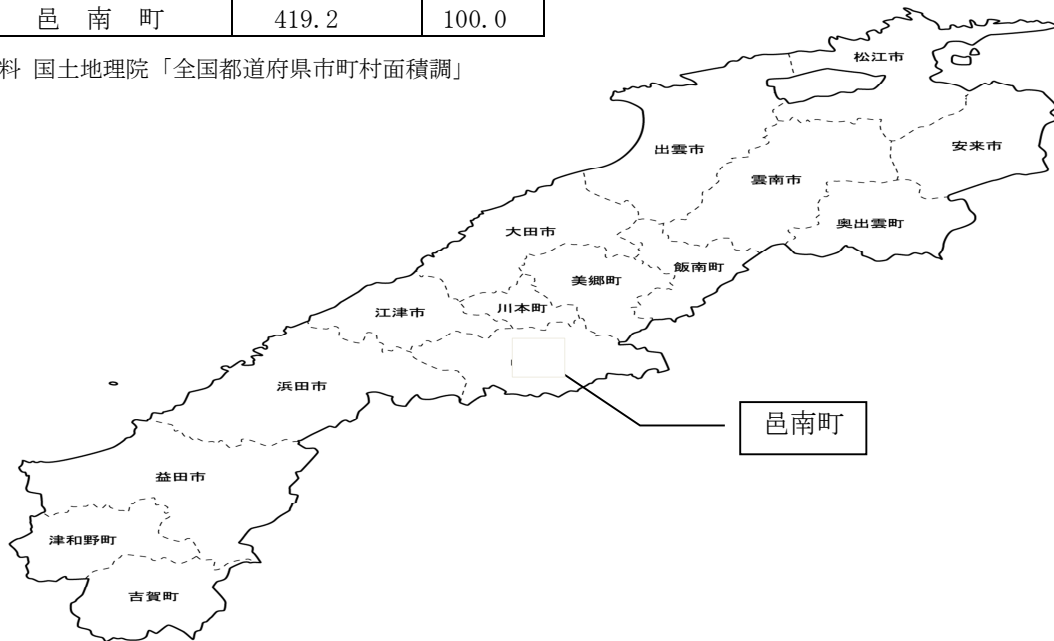 邑 南 町 419.2 100.0
料 国土地理院「全国都道府県市町村面積調」
松江市
安来市
出雲市
雲南市
奥出雲町
大田市
飯南町
美郷町
川本町
江津市
浜田市
邑南町
益田市
津和野町
吉賀町